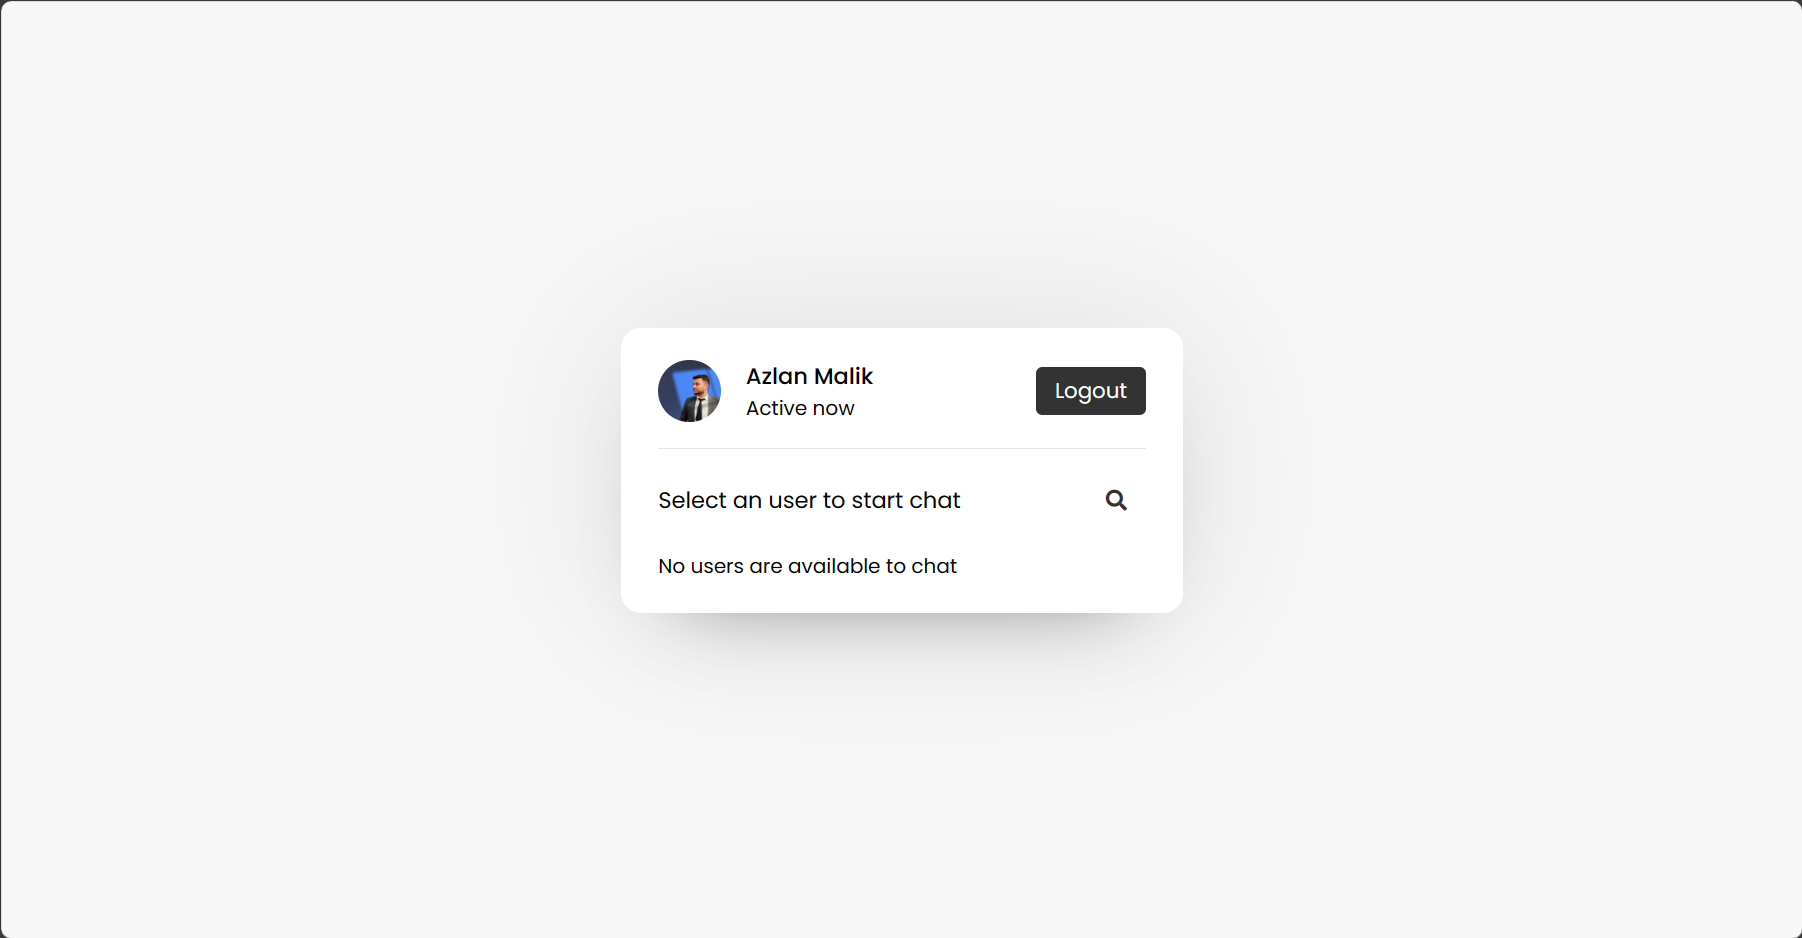 Azlan Malik
Active now
Logout
Select an user to start chat
No users are available to chat